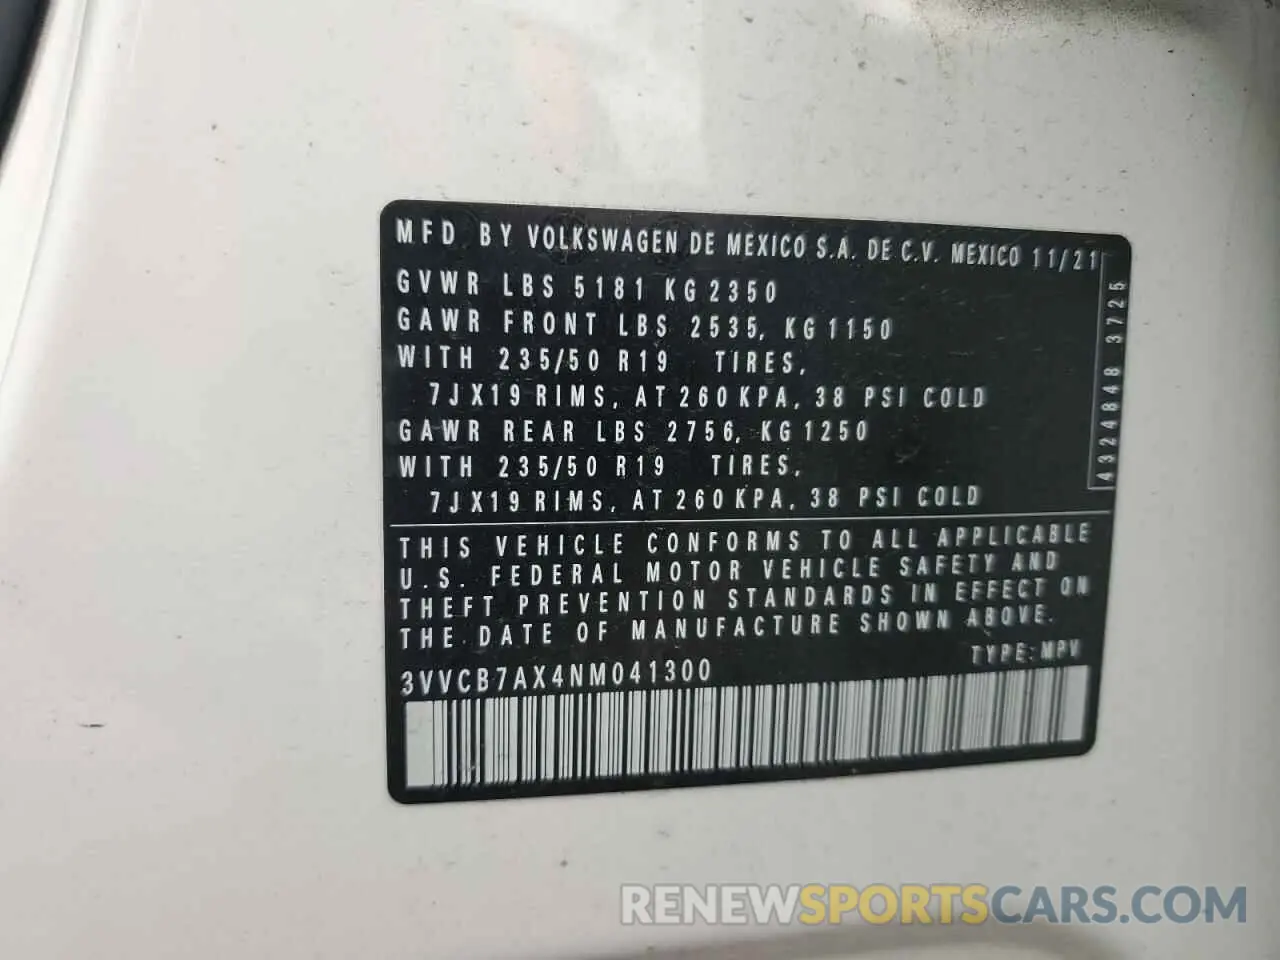 MFD BY VOLKSWAGEN DE MEXICO S.A. DE C.V. MEXICO 11/21
GVWR LBS 5181 KG 2350
GAWR FRONT LBS 2535, KG 1150
WITH 235/50 R19 TIRES,
7JX19 RIMS, AT 260 KPA, 38 PSI COLD
GAWR REAR LBS 2756, KG 1250
WITH 235/50 R19 TIRES,
7JX19 RIMS, AT 260 KPA, 38 PSI COLD
4324848 3725
THIS VEHICLE CONFORMS TO ALL APPLICABLE
U.S. FEDERAL MOTOR VEHICLE SAFETY AND
THEFT PREVENTION STANDARDS IN EFFECT ON
THE DATE OF MANUFACTURE SHOWN ABOVE.
TYPE: MPV
3VVCB7AX4NM041300
RENEWSPORTSCARS.COM